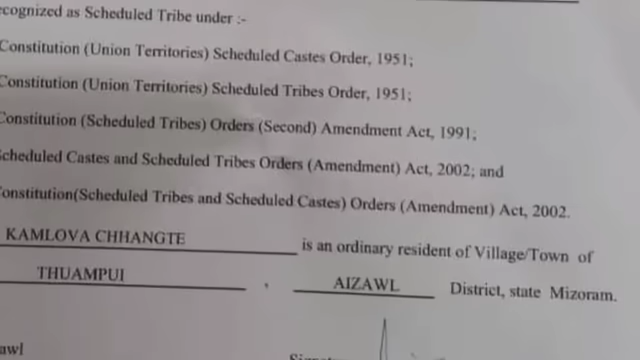 ecognized as Scheduled Tribe under :-
Constitution (Union Territories) Scheduled Castes Order, 1951;
Constitution (Union Territories) Scheduled Tribes Order, 1951;
Constitution (Scheduled Tribes) Orders (Second) Amendment Act, 1991;
Scheduled Castes and Scheduled Tribes Orders (Amendment) Act, 2002; and
Constitution(Scheduled Tribes and Scheduled Castes) Orders (Amendment) Act, 2002.
KAMLOVA CHHANGTE is an ordinary resident of Village/Town of
THUAMPUI , AIZAWL District, state Mizoram.
awl